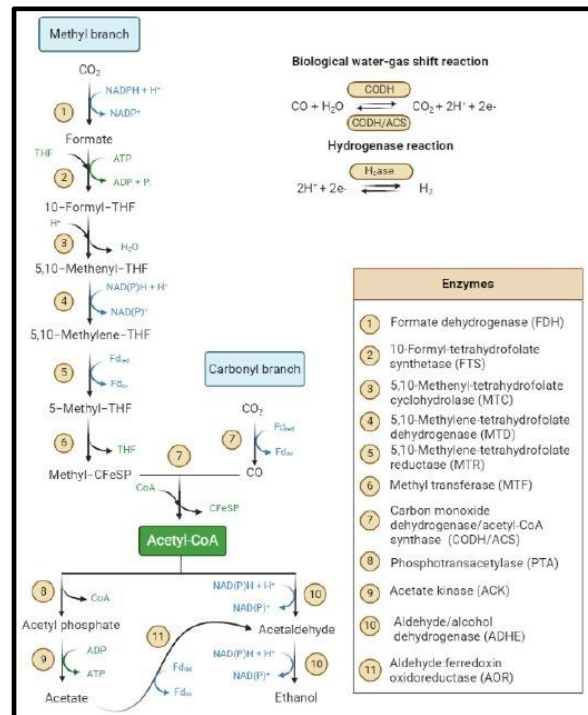 Methyl branch
CO₂
NADPH + H⁺
1
NADP⁺
Formate
THF
ATP
2
ADP + Pᵢ
10-Formyl-THF
H⁺
3
H₂O
5,10-Methenyl-THF
NAD(P)H + H⁺
4
NAD(P)⁺
5,10-Methylene-THF
5
Fdred
Fdox
5-Methyl-THF
6
THF
Methyl-CFeSP
Carbonyl branch
CO₂
7
Fdred
Fdox
CO
7
CoA
CFeSP
Acetyl-CoA
8
CoA
Acetyl phosphate
9
ADP
ATP
Acetate
11
Fdred
Fdox
NAD(P)H + H⁺
10
NAD(P)⁺
Acetaldehyde
NAD(P)H + H⁺
10
NAD(P)⁺
Ethanol
Biological water-gas shift reaction
CODH
CO + H₂O CO₂ + 2H⁺ + 2e-
CODH/ACS
Hydrogenase reaction
H₂ase
2H⁺ + 2e- H₂
Enzymes
1 Formate dehydrogenase (FDH)
2 10-Formyl-tetrahydrofolate
synthetase (FTS)
3 5,10-Methenyl-tetrahydrofolate
cyclohydrolase (MTC)
4 5,10-Methylene-tetrahydrofolate
dehydrogenase (MTD)
5 5,10-Methylene-tetrahydrofolate
reductase (MTR)
6 Methyl transferase (MTF)
7 Carbon monoxide
dehydrogenase/acetyl-CoA
synthase (CODH/ACS)
8 Phosphotransacetylase (PTA)
9 Acetate kinase (ACK)
10 Aldehyde/alcohol
dehydrogenase (ADHE)
11 Aldehyde:ferredoxin
oxidoreductase (AOR)